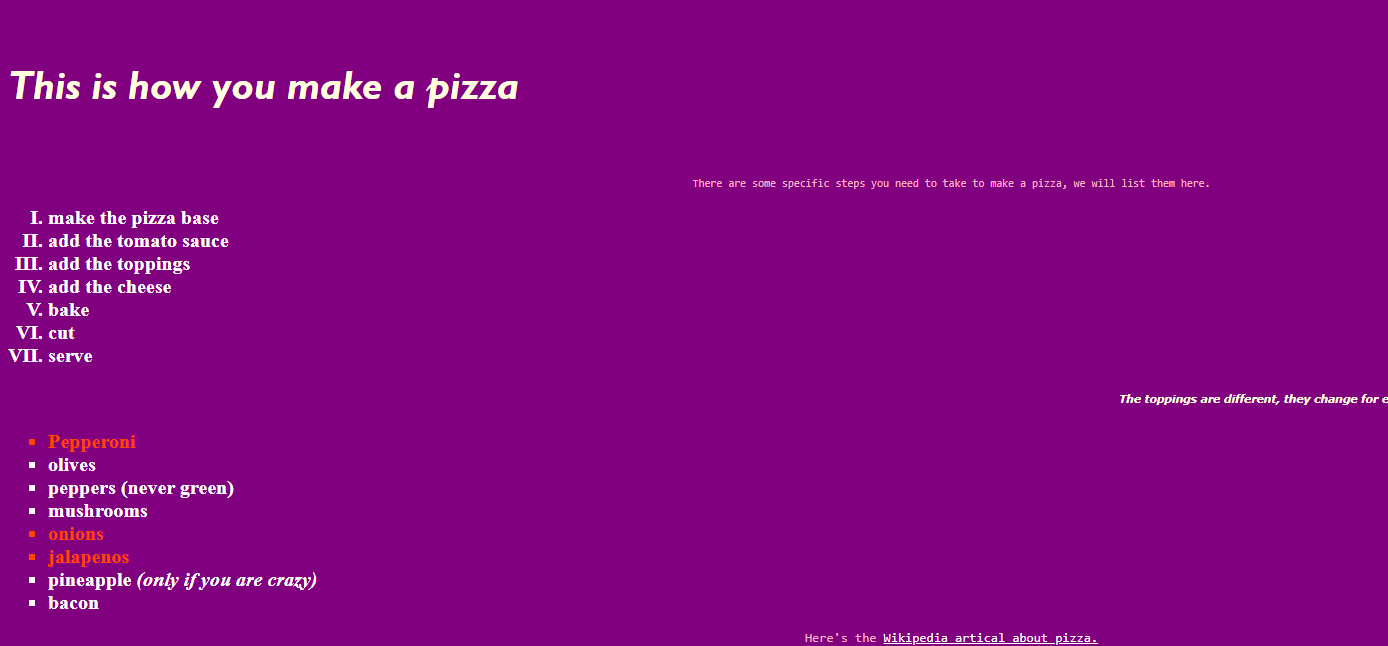 This is how you make a pizza
There are some specific steps you need to take to make a pizza, we will list them here.
I. make the pizza base
II. add the tomato sauce
III. add the toppings
IV. add the cheese
V. bake
VI. cut
VII. serve
The toppings are different, they change for e
▪ Pepperoni
▪ olives
▪ peppers (never green)
▪ mushrooms
▪ onions
▪ jalapenos
▪ pineapple (only if you are crazy)
▪ bacon
Here's the Wikipedia artical about pizza.